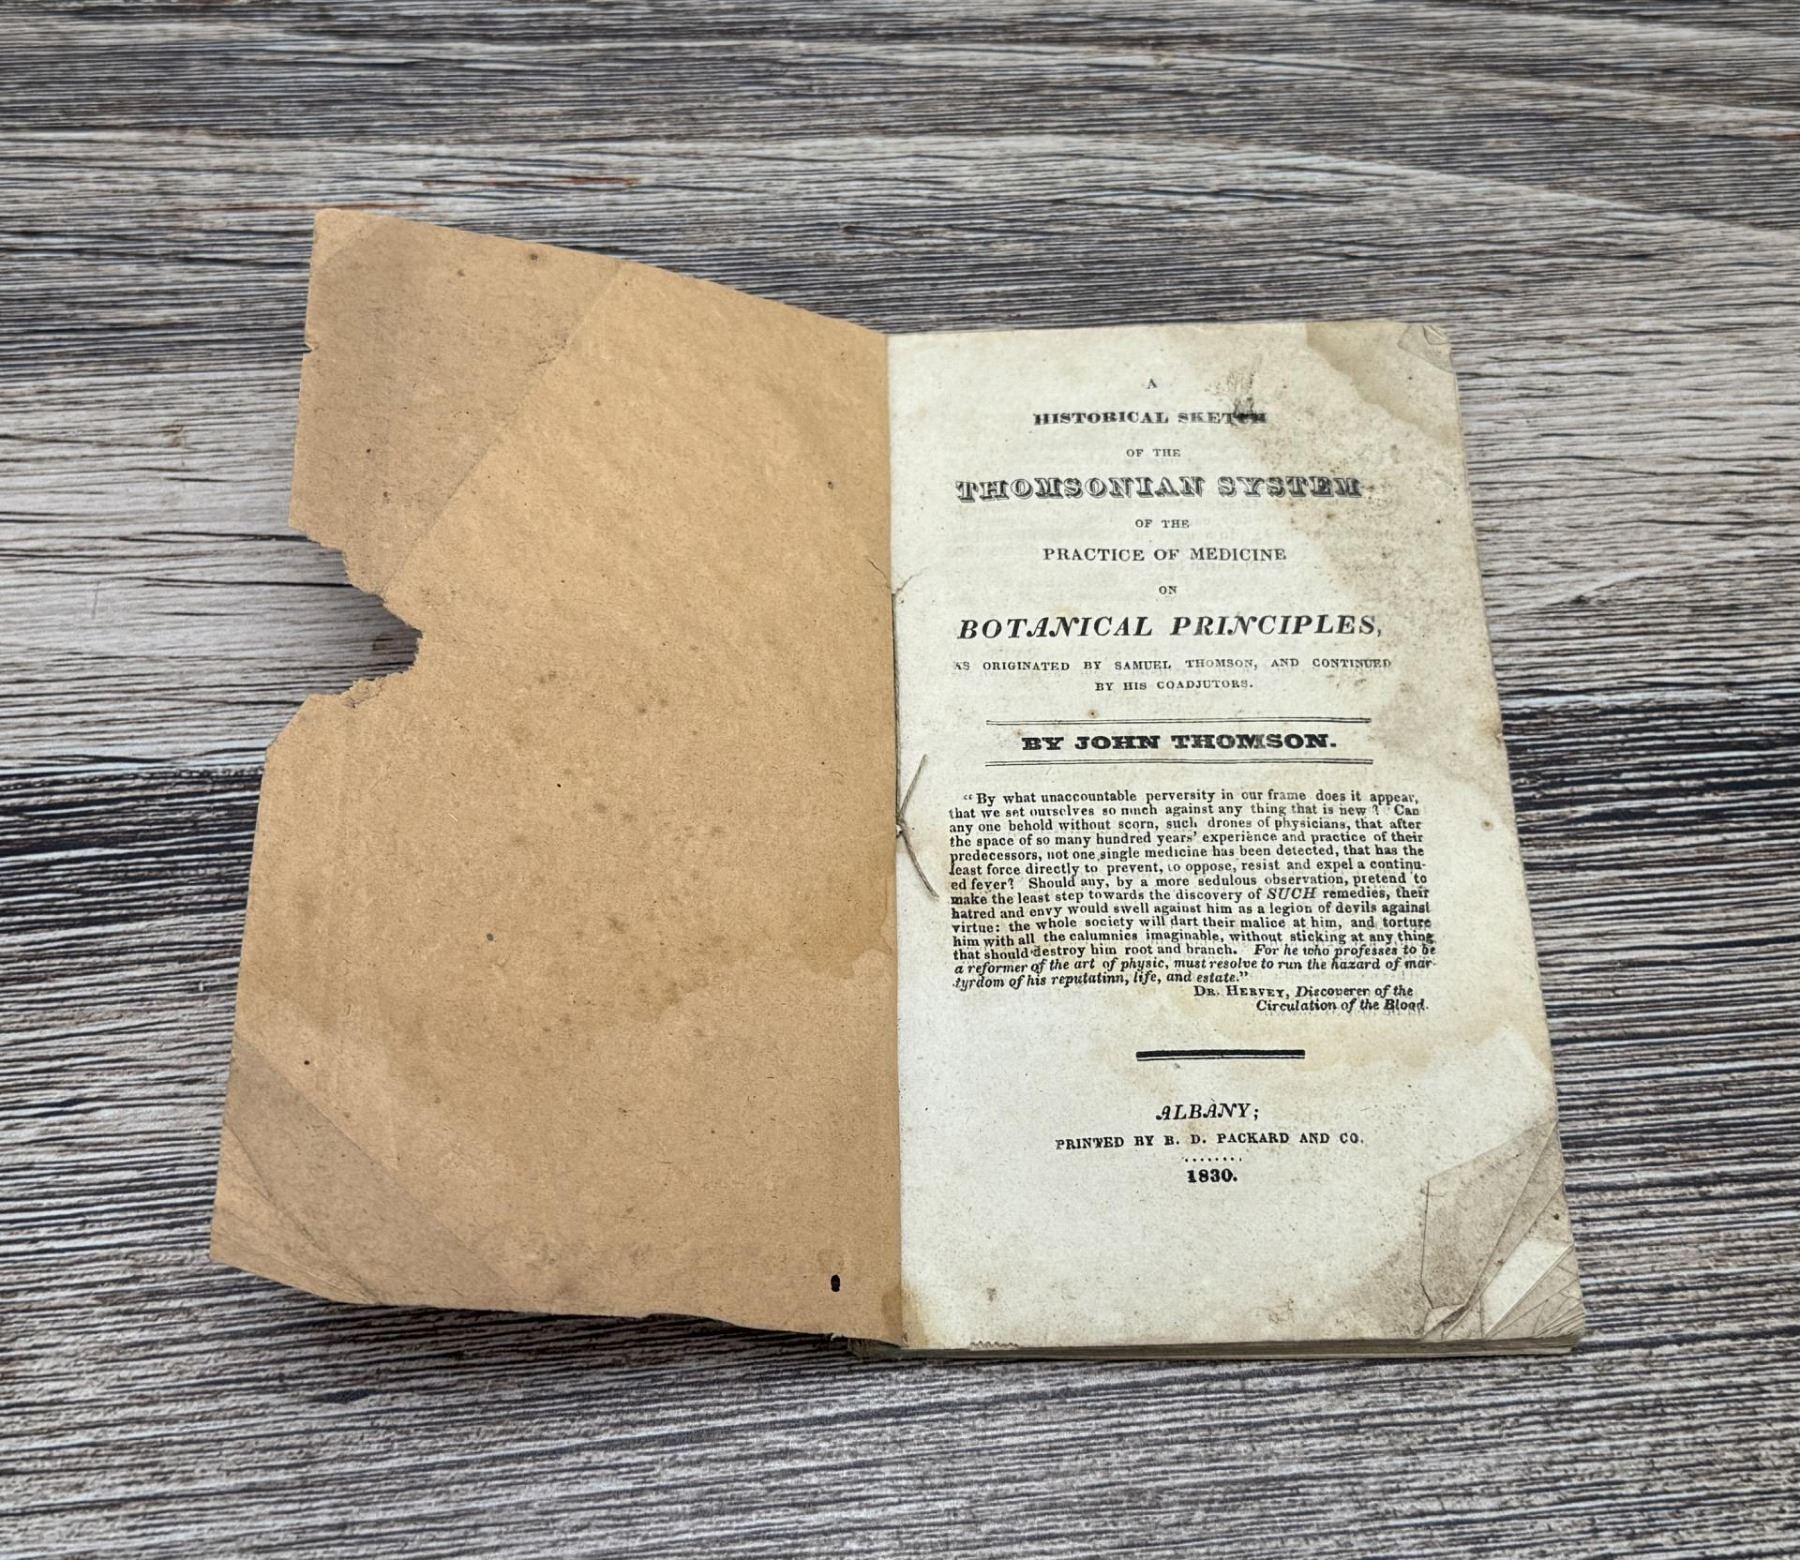 A
HISTORICAL SKETCH
OF THE
THOMSONIAN SYSTEM
OF THE
PRACTICE OF MEDICINE
ON
BOTANICAL PRINCIPLES,
AS ORIGINATED BY SAMUEL THOMSON, AND CONTINUED
BY HIS COADJUTORS.
BY JOHN THOMSON.
“By what unaccountable perversity in our frame does it appear,
that we set ourselves so much against any thing that is new? Can
any one behold without scorn, such drones of physicians, that after
the space of so many hundred years’ experience and practice of their
predecessors, not one single medicine has been detected, that has the
least force directly to prevent, to oppose, resist and expel a continu-
ed fever? Should any, by a more sedulous observation, pretend to
make the least step towards the discovery of SUCH remedies, their
hatred and envy would swell against him as a legion of devils against
virtue: the whole society will dart their malice at him, and torture
him with all the calumnies imaginable, without sticking at any thing
that should destroy him root and branch. For he who professes to be
a reformer of the art of physic, must resolve to run the hazard of mar-
tyrdom of his reputatinn, life, and estate.”
DR. HERVEY, Discoverer of the
Circulation of the Blood.
ALBANY;
PRINTED BY B. D. PACKARD AND CO.
........
1830.